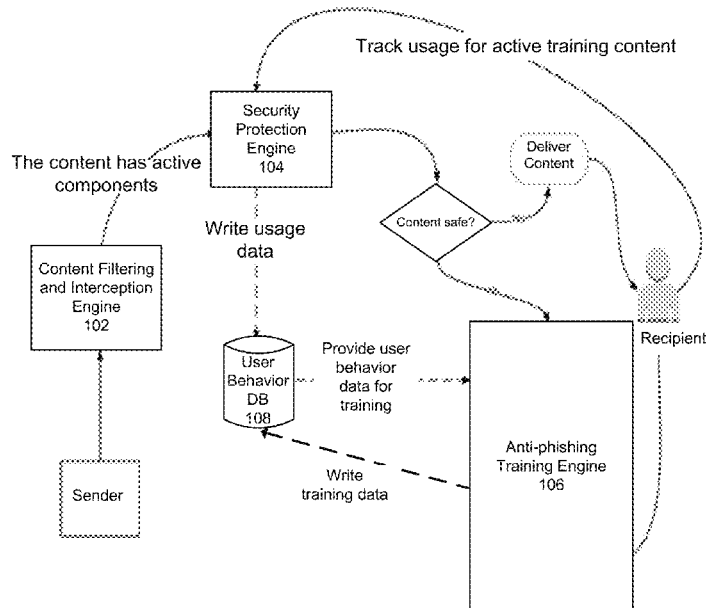 Track usage for active training content
Security
Protection
Engine
104
Deliver
Content
The content has active
components
Content safe?
Write usage
data
Content Filtering
and Interception
Engine
102
Recipient
User
Behavior
DB
108
Provide user
behavior
data for
training
Anti-phishing
Training Engine
106
Write
training data
Sender